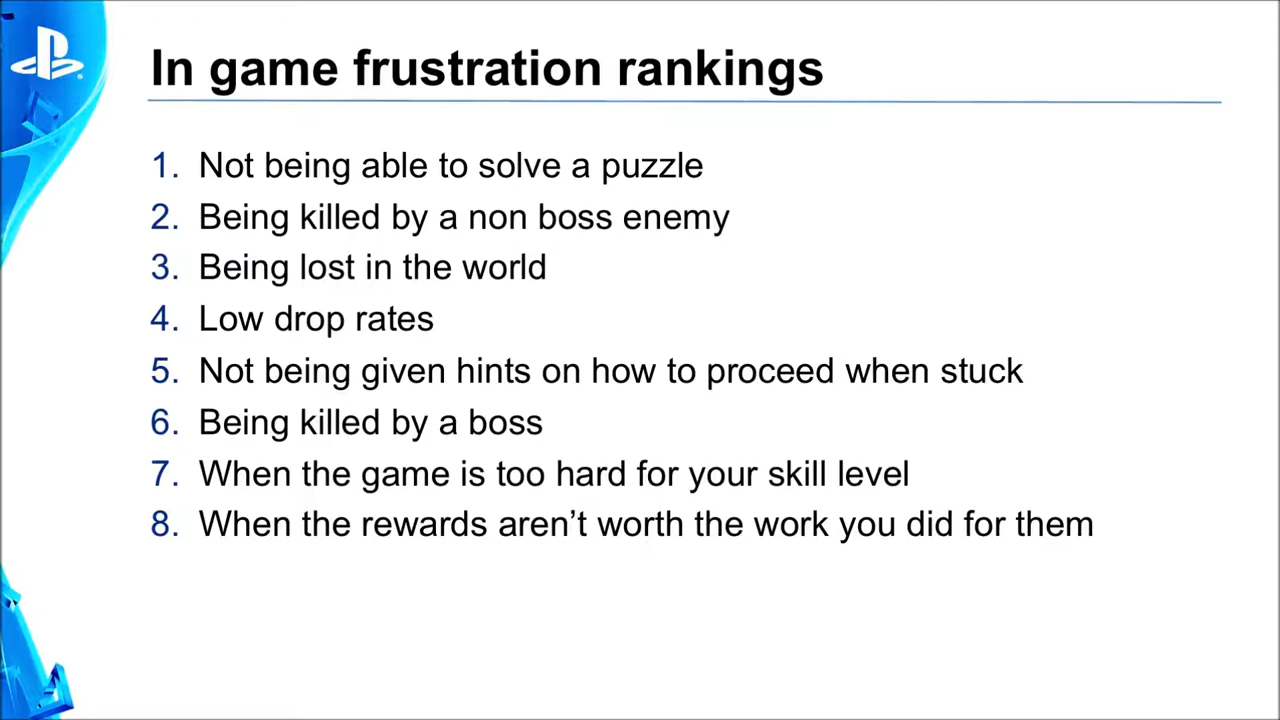 In game frustration rankings
1. Not being able to solve a puzzle
2. Being killed by a non boss enemy
3. Being lost in the world
4. Low drop rates
5. Not being given hints on how to proceed when stuck
6. Being killed by a boss
7. When the game is too hard for your skill level
8. When the rewards aren’t worth the work you did for them